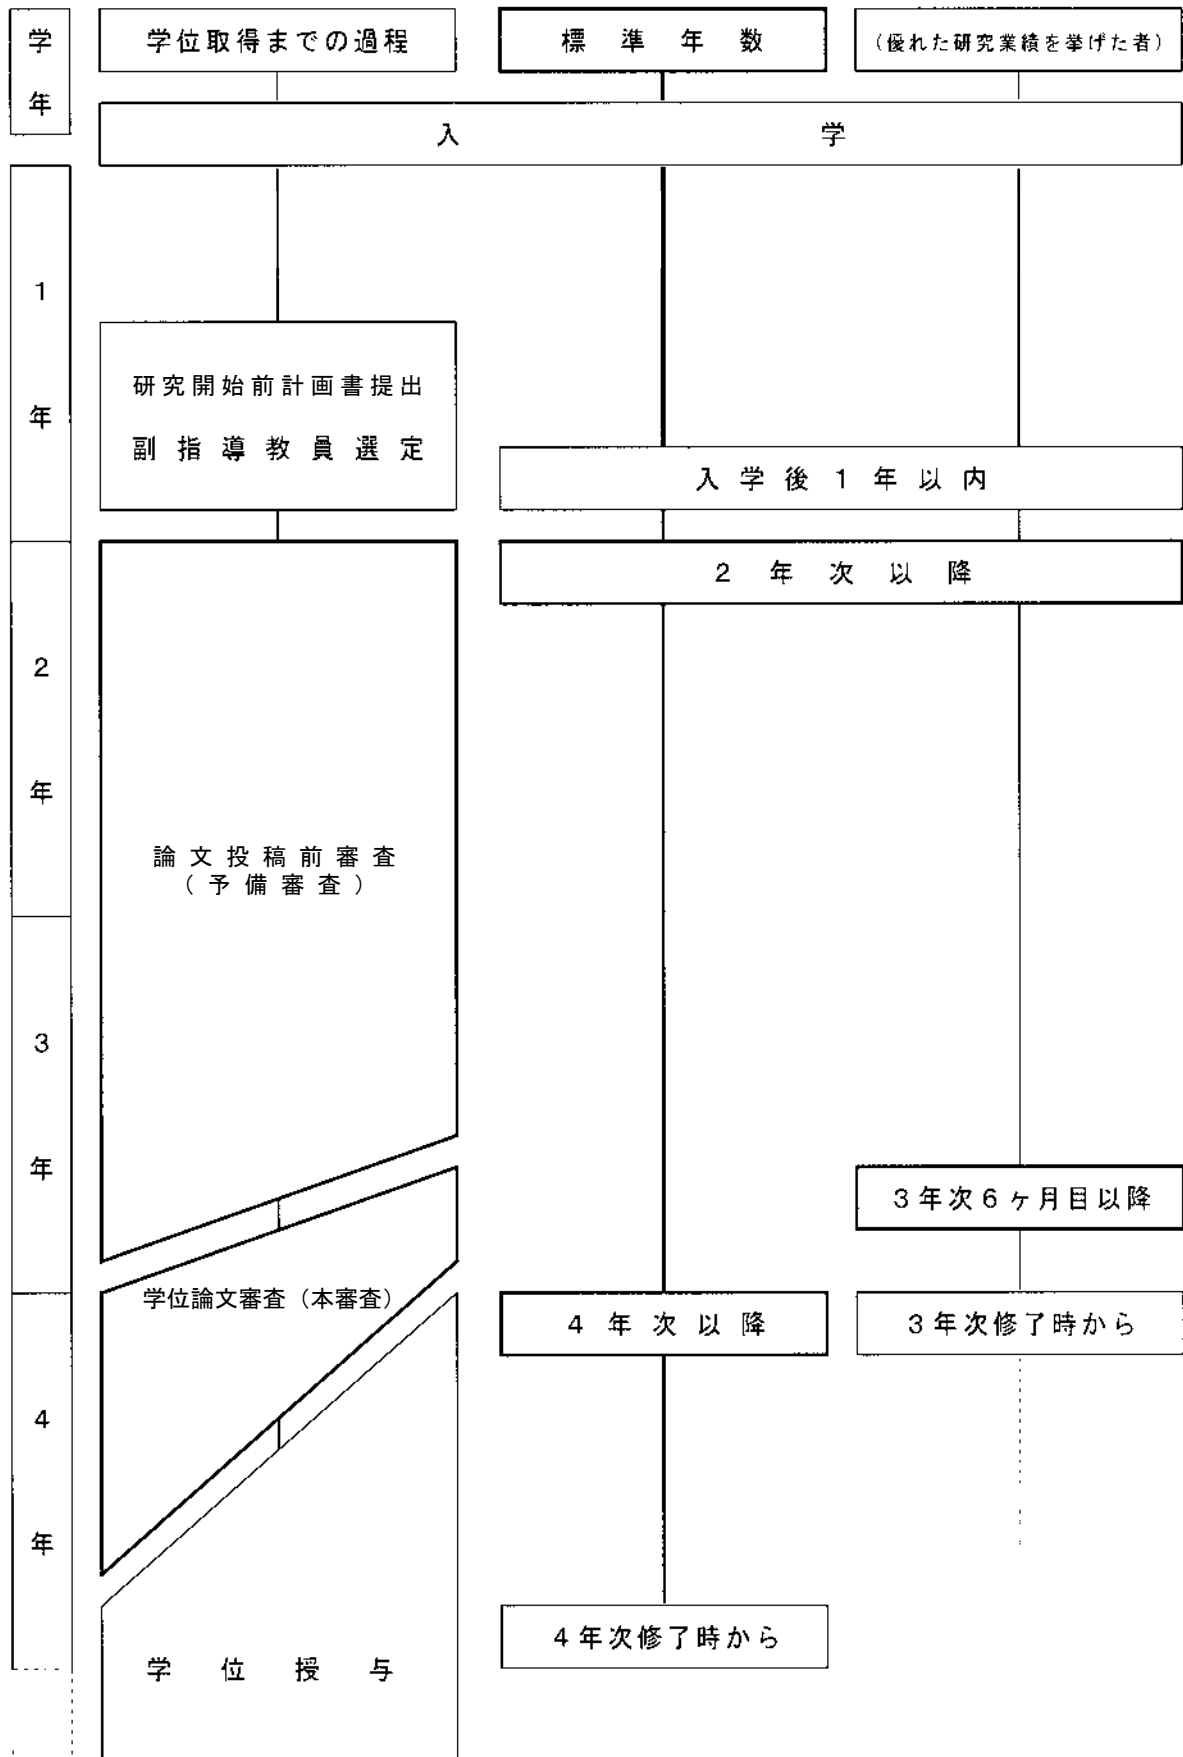 学年
学位取得までの過程
標準年数
(優れた研究業績を挙げた者)
入学
1年
研究開始前計画書提出
副指導教員選定
入学後1年以内
2年次以降
2年
論文投稿前審査
(予備審査)
3年
3年次6ヶ月目以降
学位論文審査(本審査)
4年次以降
3年次修了時から
4年
4年次修了時から
学位授与